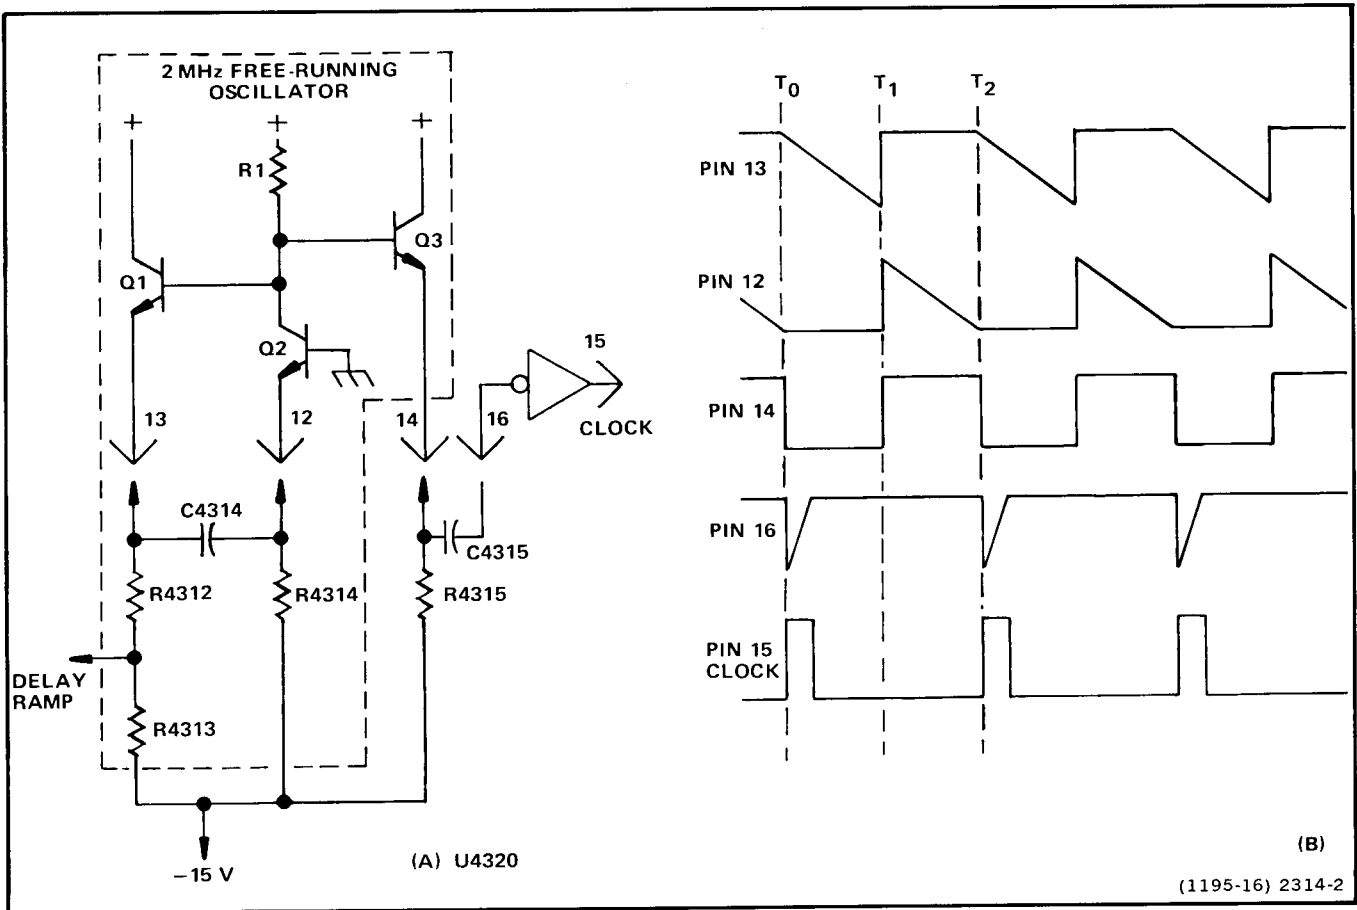 2 MHz FREE-RUNNING
OSCILLATOR
+ + +
R1
Q1
Q3
Q2
13
12
14
16
15
CLOCK
C4314
C4315
R4312
R4314
R4315
DELAY
RAMP
R4313
−15 V
(A) U4320
T0 T1 T2
PIN 13
PIN 12
PIN 14
PIN 16
PIN 15
CLOCK
(B)
(1195-16) 2314-2